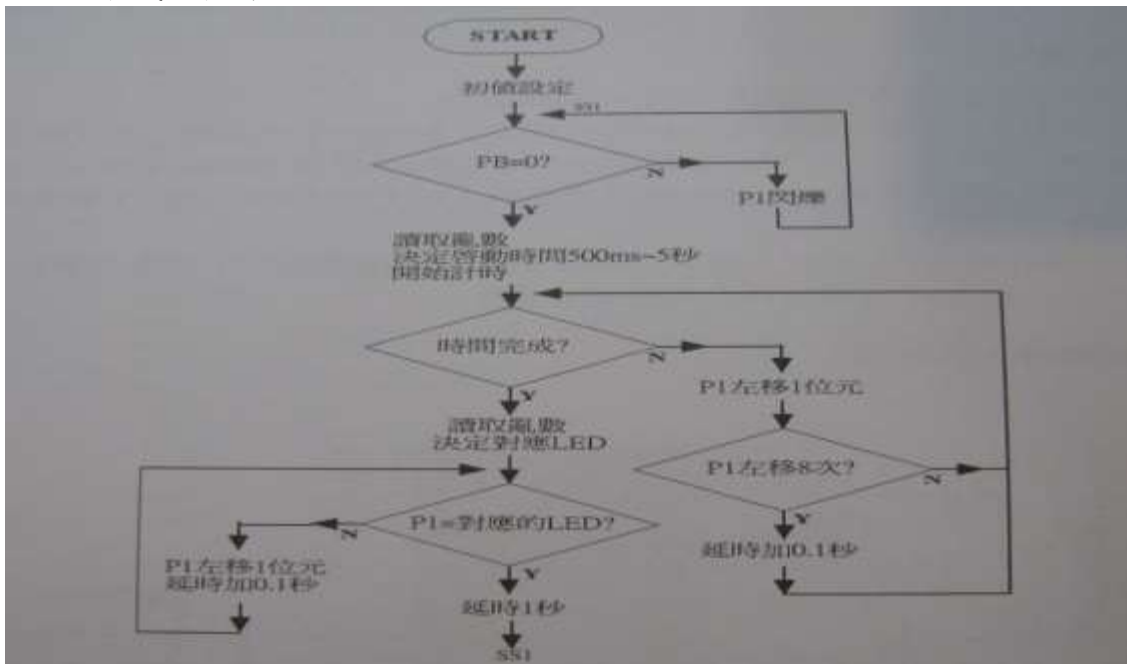 START
初值設定
SS1
PB=0?
N
P1閃爍
Y
讀取亂數
決定啓動時間500ms~5秒
開始計時
時間完成?
N
P1左移1位元
Y
讀取亂數
決定對應LED
P1左移8次?
N
P1=對應的LED?
N
Y
延時加0.1秒
P1左移1位元
延時加0.1秒
Y
延時1秒
SS1